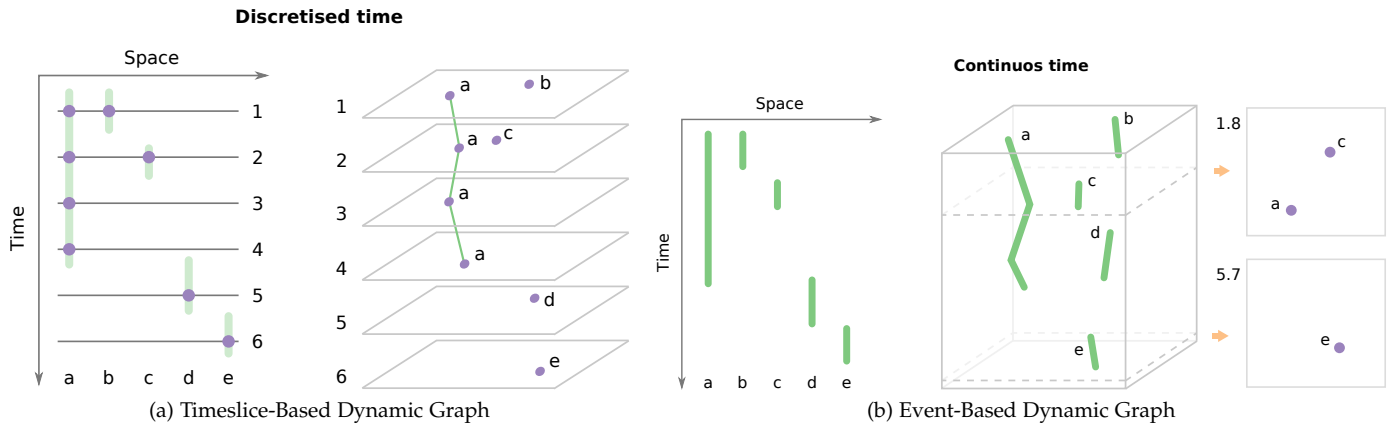 Discretised time
Space
Time
1
2
3
4
5
6
a b c d e
1
2
3
4
5
6
a
b
a
c
a
a
d
e
(a) Timeslice-Based Dynamic Graph
Continuos time
Space
Time
a b c d e
a
b
c
d
e
1.8
c
a
5.7
e
(b) Event-Based Dynamic Graph